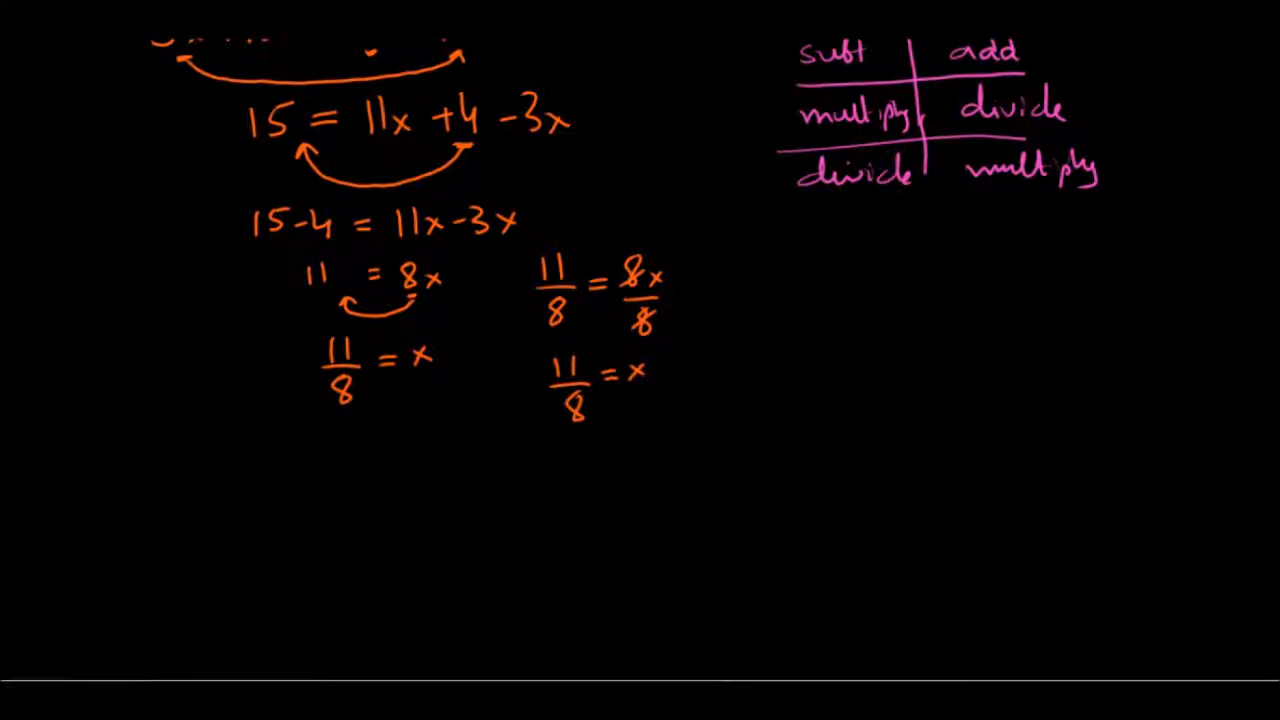 15 = 11x + 4 - 3x
15 - 4 = 11x - 3x
11 = 8x
11/8 = x
11/8 = 8x/8
11/8 = x
subt add
multiply divide
divide multiply